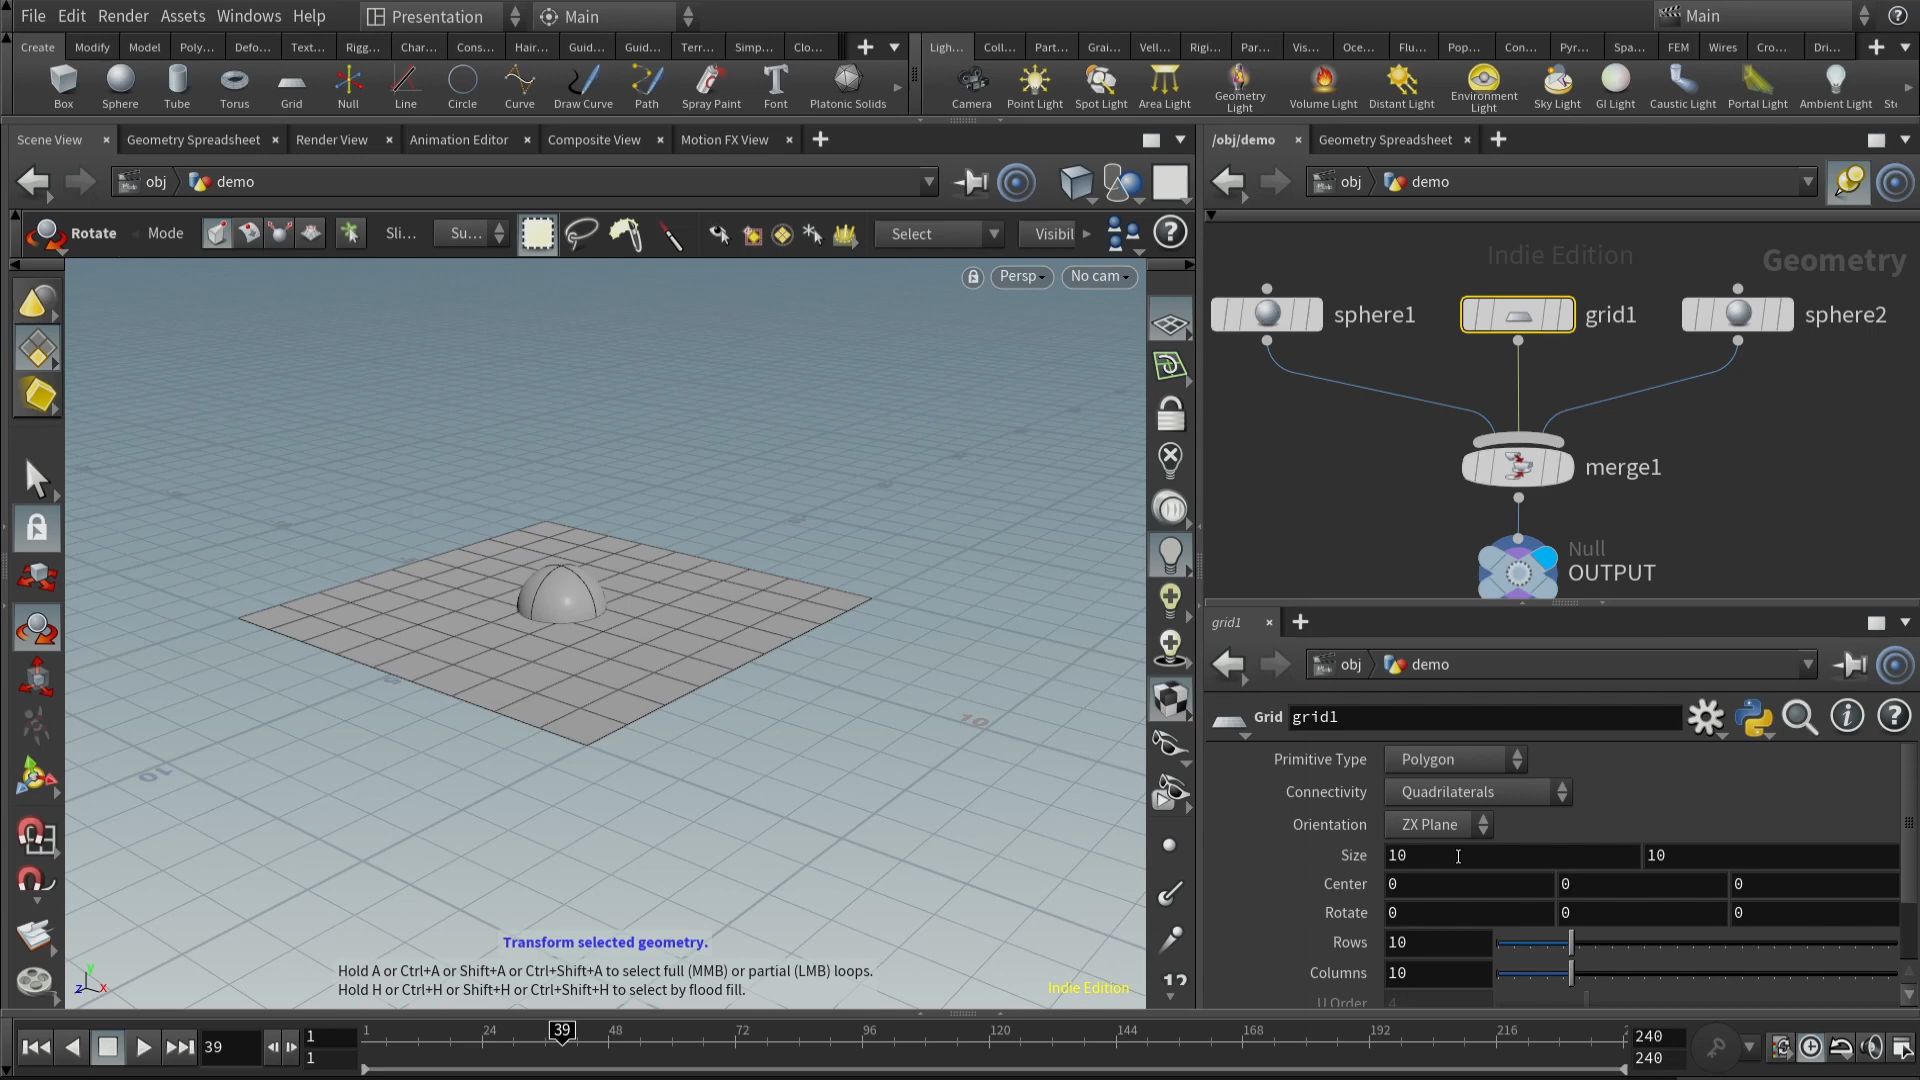 File Edit Render Assets Windows Help Presentation Main Main
Create Modify Model Poly... Defo... Text... Rigg... Char... Cons... Hair... Guid... Guid... Terr... Simp... Clo...
Ligh... Coll... Part... Grai... Vell... Rigi... Par... Vis... Oce... Flu... Pop... Con... Pyr... Spa... FEM Wires Cro... Dri...
Box Sphere Tube Torus Grid Null Line Circle Curve Draw Curve Path Spray Paint Font Platonic Solids
Camera Point Light Spot Light Area Light Geometry Light Volume Light Distant Light Environment Light Sky Light GI Light Caustic Light Portal Light Ambient Light St
Scene View Geometry Spreadsheet Render View Animation Editor Composite View Motion FX View
/obj/demo Geometry Spreadsheet
obj demo
obj demo
Rotate Mode Sli... Su... Select Visibil
Persp No cam
Indie Edition
Geometry
sphere1 grid1 sphere2
merge1
Null
OUTPUT
grid1
obj demo
Grid grid1
Primitive Type Polygon
Connectivity Quadrilaterals
Orientation ZX Plane
Size 10 10
Center 0 0 0
Rotate 0 0 0
Rows 10
Columns 10
U Order 4
10
10
12
Transform selected geometry.
Hold A or Ctrl+A or Shift+A or Ctrl+Shift+A to select full (MMB) or partial (LMB) loops.
Hold H or Ctrl+H or Shift+H or Ctrl+Shift+H to select by flood fill.
Indie Edition
y
z x
39
1
1
1 24 39 48 72 96 120 144 168 192 216 2
240
240